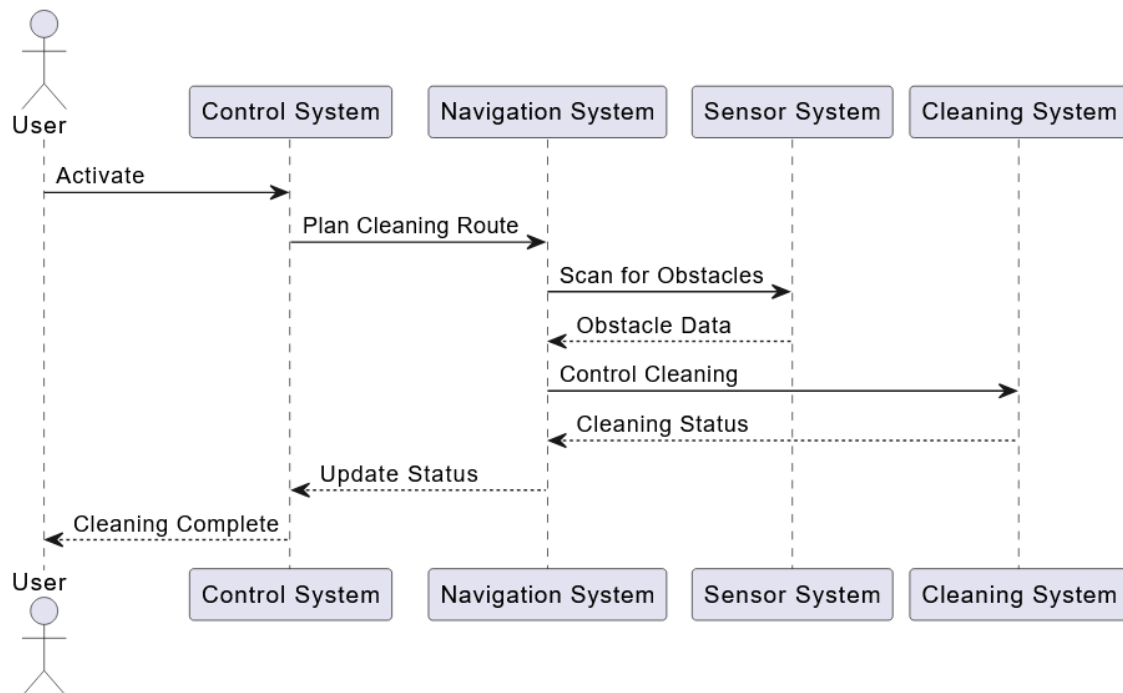 User
Control System
Navigation System
Sensor System
Cleaning System
Activate
Plan Cleaning Route
Scan for Obstacles
Obstacle Data
Control Cleaning
Cleaning Status
Update Status
Cleaning Complete
User
Control System
Navigation System
Sensor System
Cleaning System